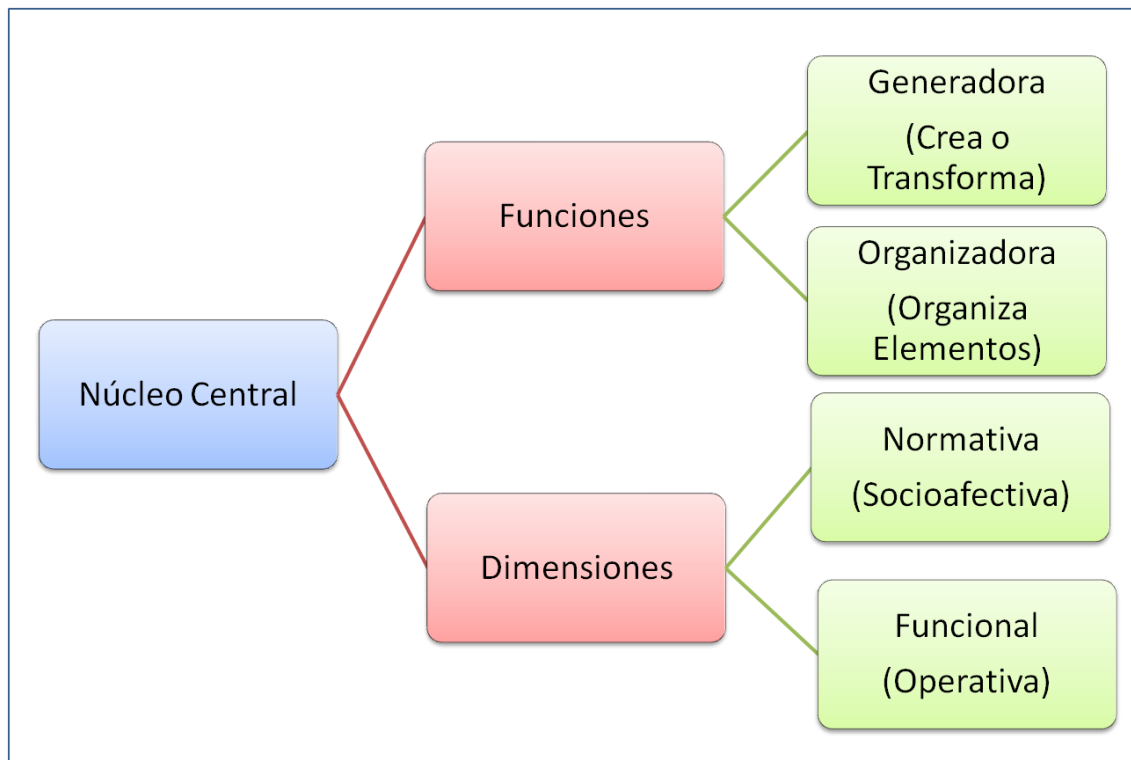 Núcleo Central
Funciones
Generadora
(Crea o
Transforma)
Organizadora
(Organiza
Elementos)
Dimensiones
Normativa
(Socioafectiva)
Funcional
(Operativa)